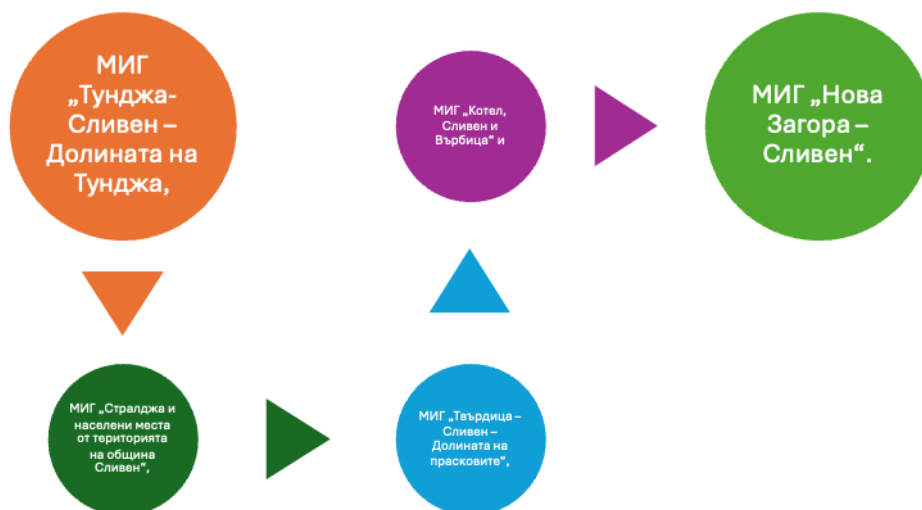 МИГ
„Тунджа-
Сливен –
Долината на
Тунджа,
МИГ „Стралджа и
населени места
от територията
на община
Сливен“,
МИГ „Твърдица –
Сливен –
Долината на
прасковите“,
МИГ „Котел,
Сливен и
Върбица“ и
МИГ „Нова
Загора –
Сливен“.